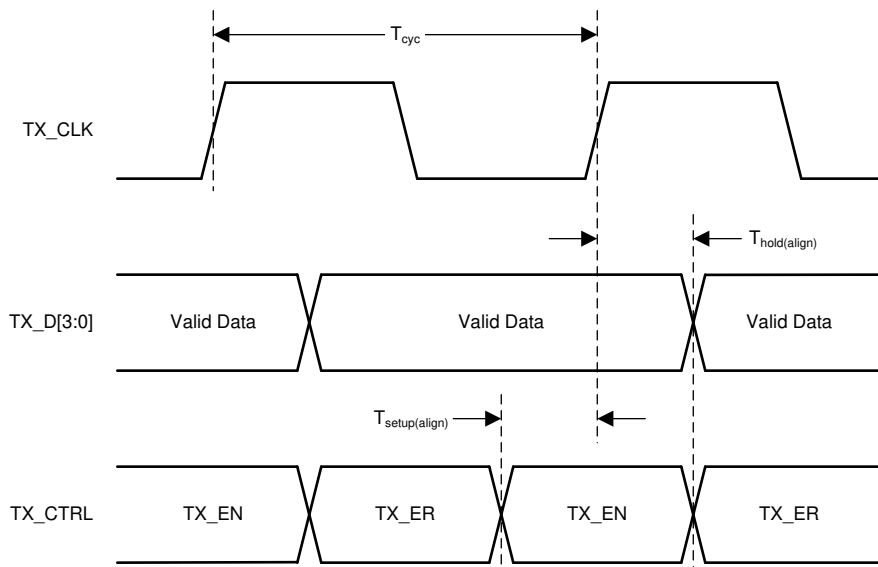 Tcyc
TX_CLK
Thold(align)
TX_D[3:0]
Valid Data
Valid Data
Valid Data
Tsetup(align)
TX_CTRL
TX_EN
TX_ER
TX_EN
TX_ER